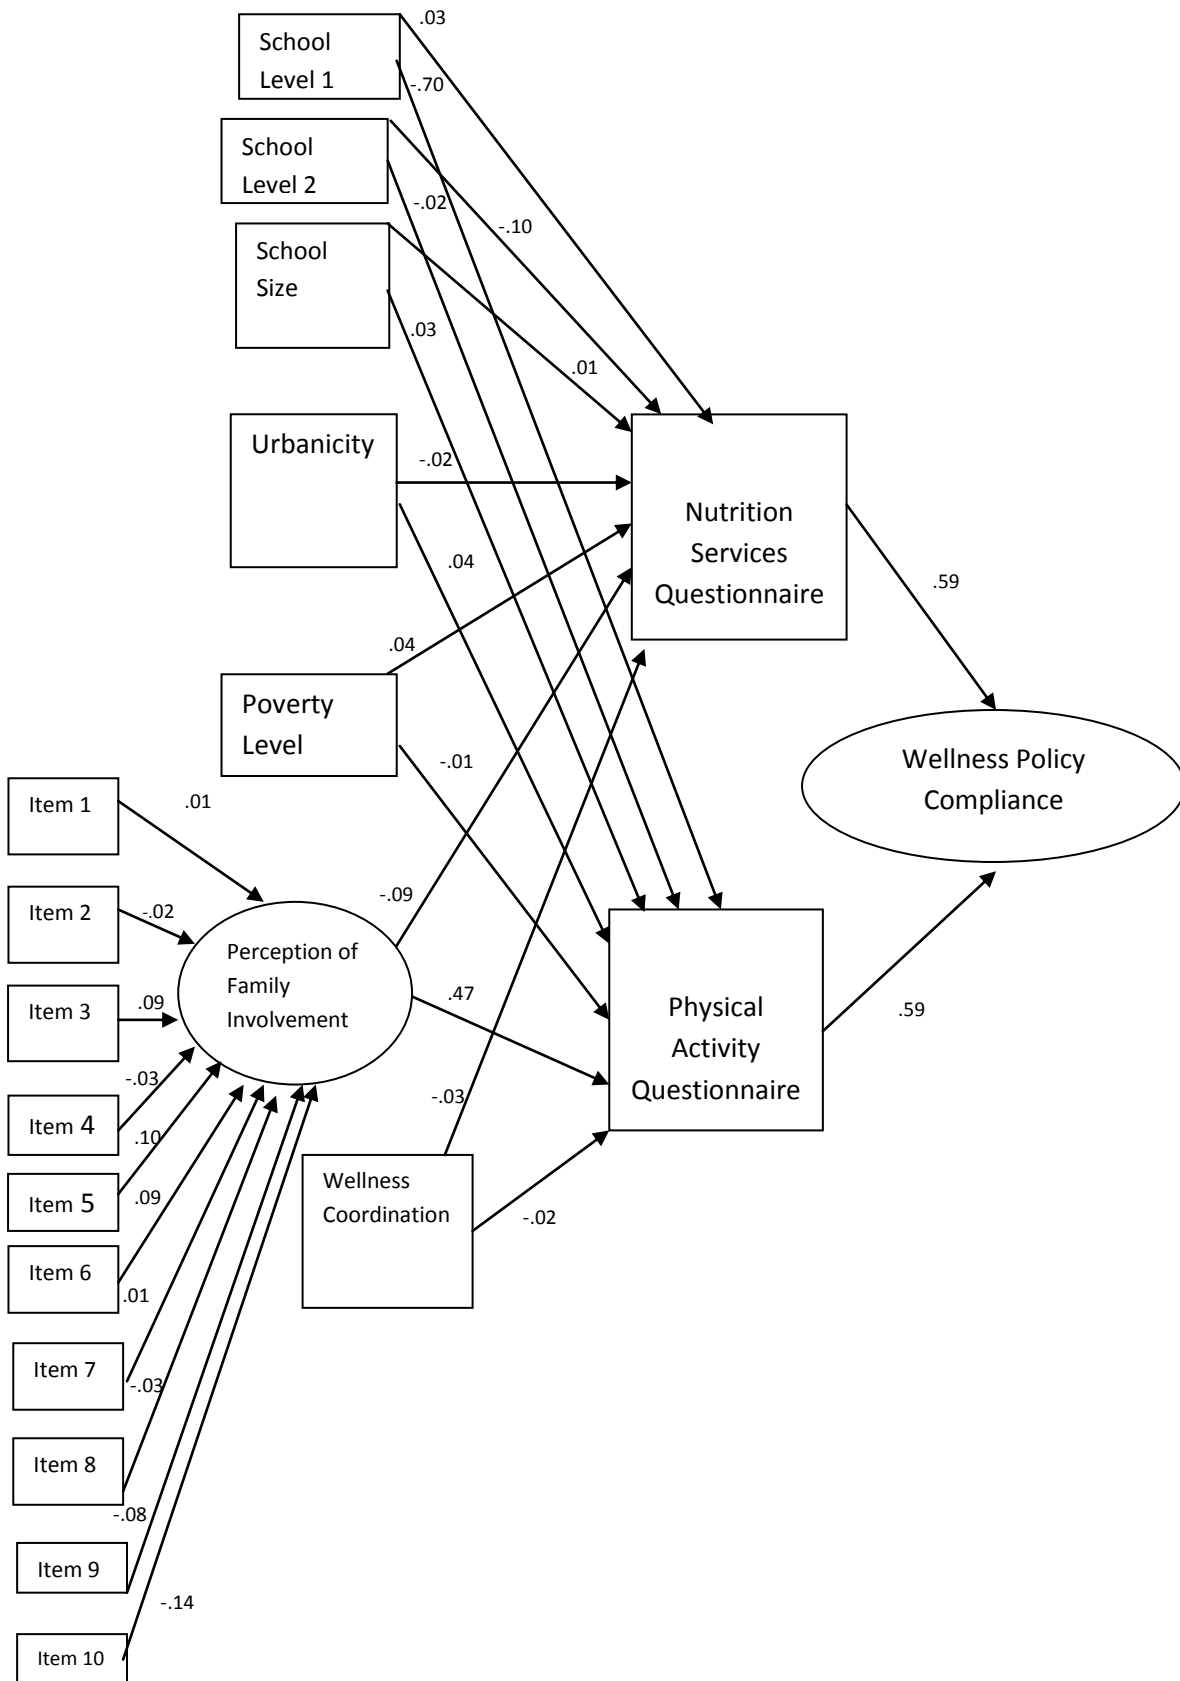 .03
School
Level 1
-.70
School
Level 2
-.02
-.10
School
Size
.03
.01
Urbanicity
-.02
Nutrition
Services
Questionnaire
.04
.59
.04
Poverty
Level
-.01
Wellness Policy
Compliance
Item 1
.01
Item 2
-.02
-.09
Perception of
Family
Involvement
Item 3
.09
.47
Physical
Activity
Questionnaire
.59
Item 4
-.03
-.03
.10
Item 5
.09
Wellness
Coordination
-.02
Item 6
.01
Item 7
-.03
Item 8
-.08
Item 9
-.14
Item 10